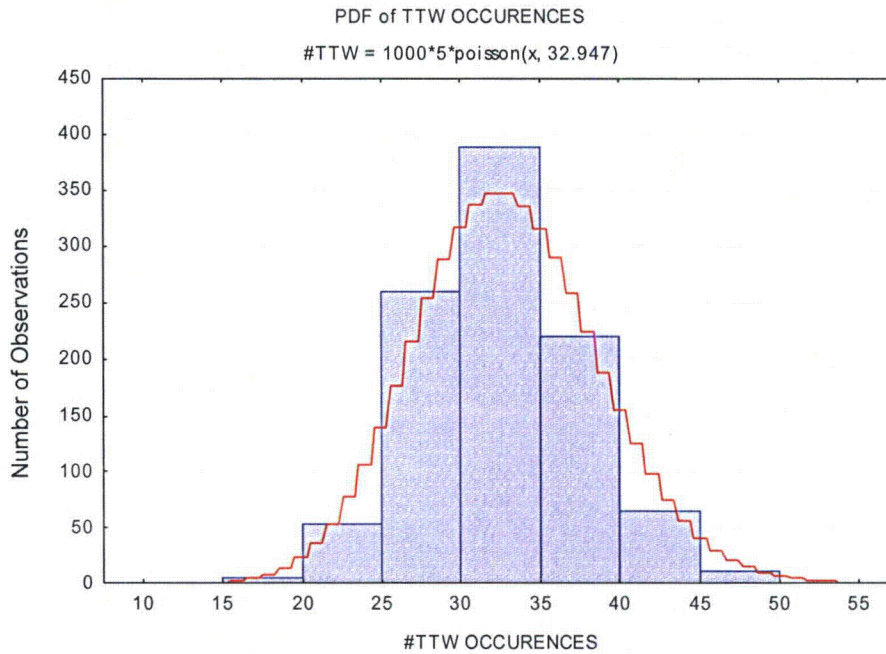 PDF of TTW OCCURENCES
#TTW = 1000*5*poisson(x, 32.947)
450
400
350
300
250
200
150
100
50
0
Number of Observations
10 15 20 25 30 35 40 45 50 55
#TTW OCCURENCES